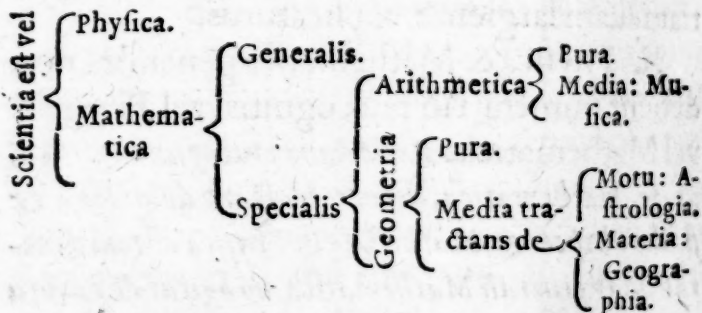 Scientia eſt vel
Phyſica.
Mathema-
tica
Generalis.
Specialis
Arithmetica
Pura.
Media: Mu-
ſica.
Geometria
Pura.
Media tra-
ctans de
Motu: A-
ſtrologia.
Materia:
Geogra-
phia.